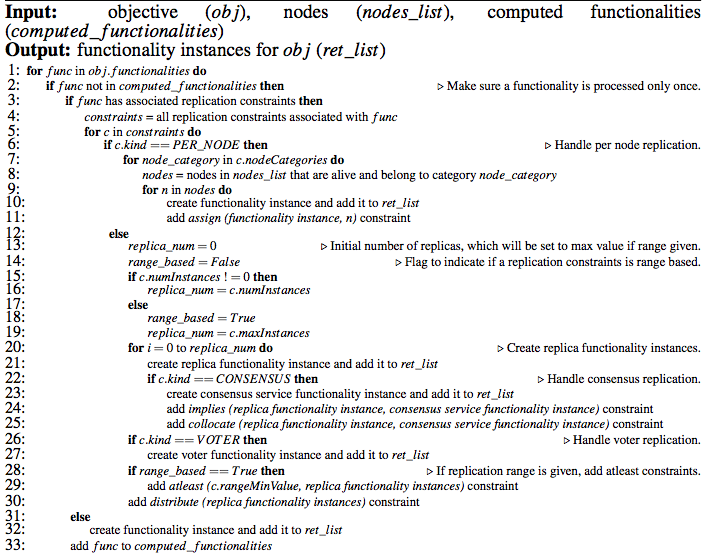 Input: objective (obj), nodes (nodes_list), computed functionalities
(computed_functionalities)
Output: functionality instances for obj (ret_list)
1: for func in obj.functionalities do
2: if func not in computed_functionalities then ▷ Make sure a functionality is processed only once.
3: if func has associated replication constraints then
4: constraints = all replication constraints associated with func
5: for c in constraints do
6: if c.kind == PER_NODE then ▷ Handle per node replication.
7: for node_category in c.nodeCategories do
8: nodes = nodes in nodes_list that are alive and belong to category node_category
9: for n in nodes do
10: create functionality instance and add it to ret_list
11: add assign (functionality instance, n) constraint
12: else
13: replica_num = 0 ▷ Initial number of replicas, which will be set to max value if range given.
14: range_based = False ▷ Flag to indicate if a replication constraints is range based.
15: if c.numInstances ! = 0 then
16: replica_num = c.numInstances
17: else
18: range_based = True
19: replica_num = c.maxInstances
20: for i = 0 to replica_num do ▷ Create replica functionality instances.
21: create replica functionality instance and add it to ret_list
22: if c.kind == CONSENSUS then ▷ Handle consensus replication.
23: create consensus service functionality instance and add it to ret_list
24: add implies (replica functionality instance, consensus service functionality instance) constraint
25: add collocate (replica functionality instance, consensus service functionality instance) constraint
26: if c.kind == VOTER then ▷ Handle voter replication.
27: create voter functionality instance and add it to ret_list
28: if range_based == True then ▷ If replication range is given, add atleast constraints.
29: add atleast (c.rangeMinValue, replica functionality instances) constraint
30: add distribute (replica functionality instances) constraint
31: else
32: create functionality instance and add it to ret_list
33: add func to computed_functionalities